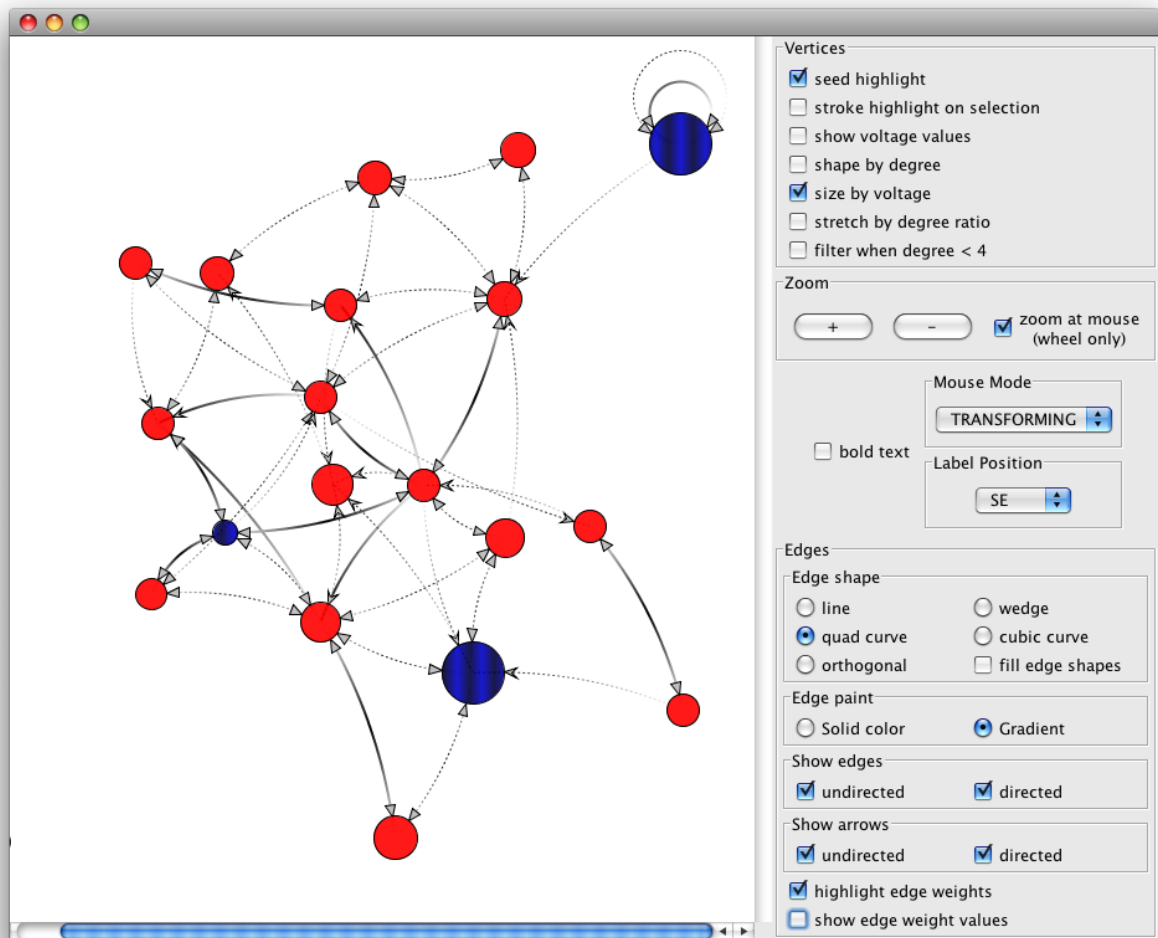 Vertices
seed highlight
stroke highlight on selection
show voltage values
shape by degree
size by voltage
stretch by degree ratio
filter when degree < 4
Zoom
+ - zoom at mouse
(wheel only)
Mouse Mode
TRANSFORMING
bold text
Label Position
SE
Edges
Edge shape
line wedge
quad curve cubic curve
orthogonal fill edge shapes
Edge paint
Solid color Gradient
Show edges
undirected directed
Show arrows
undirected directed
highlight edge weights
show edge weight values